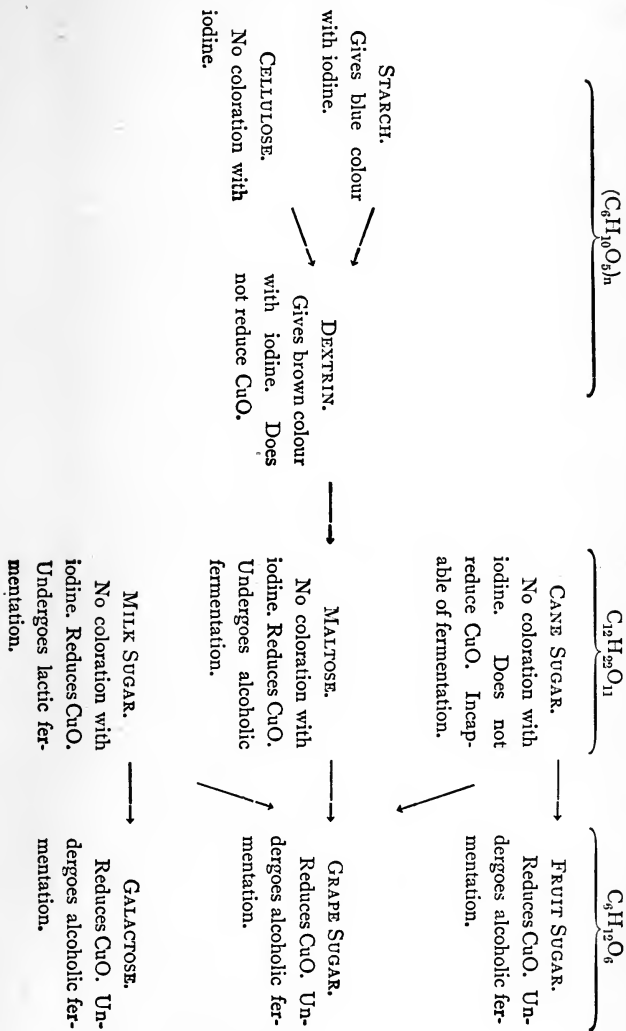 (C₆H₁₀O₅)n
STARCH.
Gives blue colour
with iodine.
CELLULOSE.
No coloration with
iodine.
DEXTRIN.
Gives brown colour
with iodine. Does
not reduce CuO.
C₁₂H₂₂O₁₁
CANE SUGAR.
No coloration with
iodine. Does not
reduce CuO. Incap-
able of fermentation.
MALTOSE.
No coloration with
iodine. Reduces CuO.
Undergoes alcoholic
fermentation.
MILK SUGAR.
No coloration with
iodine. Reduces CuO.
Undergoes lactic fer-
mentation.
C₆H₁₂O₆
FRUIT SUGAR.
Reduces CuO. Un-
dergoes alcoholic fer-
mentation.
GRAPE SUGAR.
Reduces CuO. Un-
dergoes alcoholic fer-
mentation.
GALACTOSE.
Reduces CuO. Un-
dergoes alcoholic fer-
mentation.